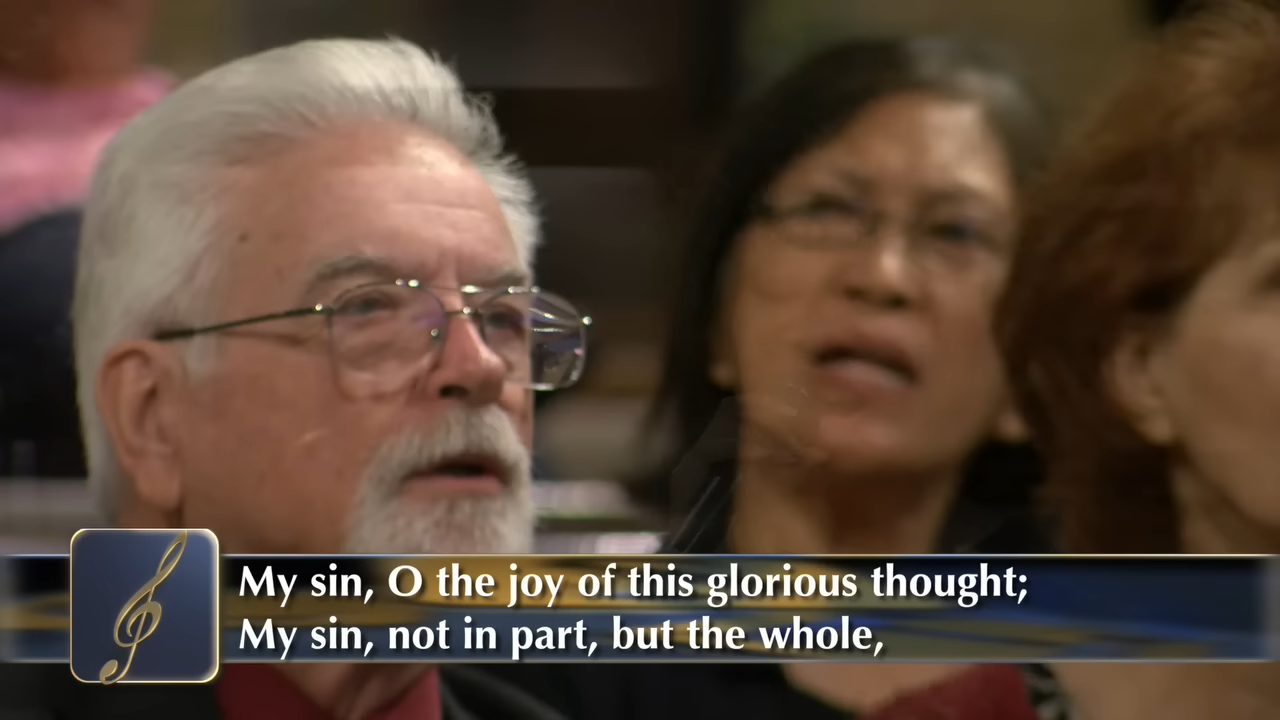 My sin, O the joy of this glorious thought;
My sin, not in part, but the whole,